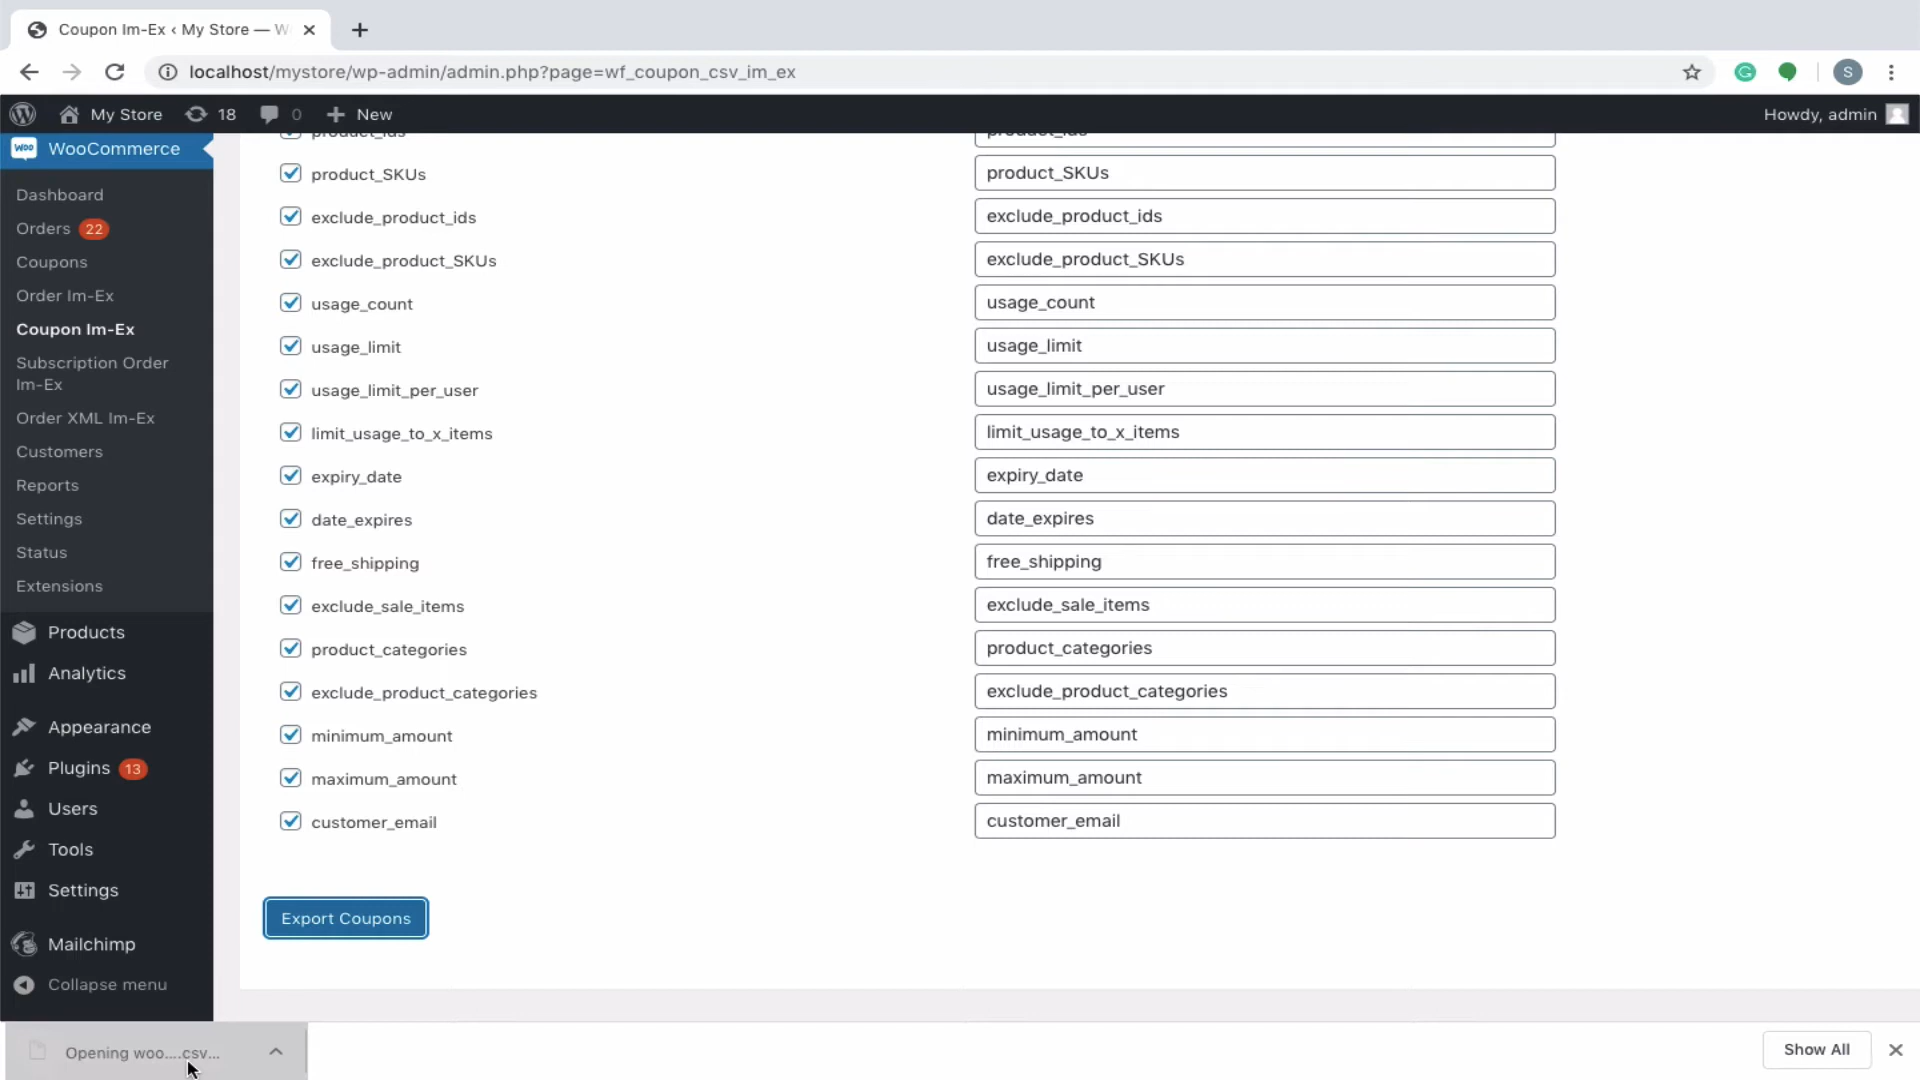 Coupon Im-Ex ‹ My Store — W
localhost/mystore/wp-admin/admin.php?page=wf_coupon_csv_im_ex
S
My Store
18
0
New
Howdy, admin
Woo
WooCommerce
Dashboard
Orders 22
Coupons
Order Im-Ex
Coupon Im-Ex
Subscription Order
Im-Ex
Order XML Im-Ex
Customers
Reports
Settings
Status
Extensions
Products
Analytics
Appearance
Plugins 13
Users
Tools
Settings
Mailchimp
Collapse menu
product_ids product_ids
product_SKUs product_SKUs
exclude_product_ids exclude_product_ids
exclude_product_SKUs exclude_product_SKUs
usage_count usage_count
usage_limit usage_limit
usage_limit_per_user usage_limit_per_user
limit_usage_to_x_items limit_usage_to_x_items
expiry_date expiry_date
date_expires date_expires
free_shipping free_shipping
exclude_sale_items exclude_sale_items
product_categories product_categories
exclude_product_categories exclude_product_categories
minimum_amount minimum_amount
maximum_amount maximum_amount
customer_email customer_email
Export Coupons
Opening woo....csv...
Show All